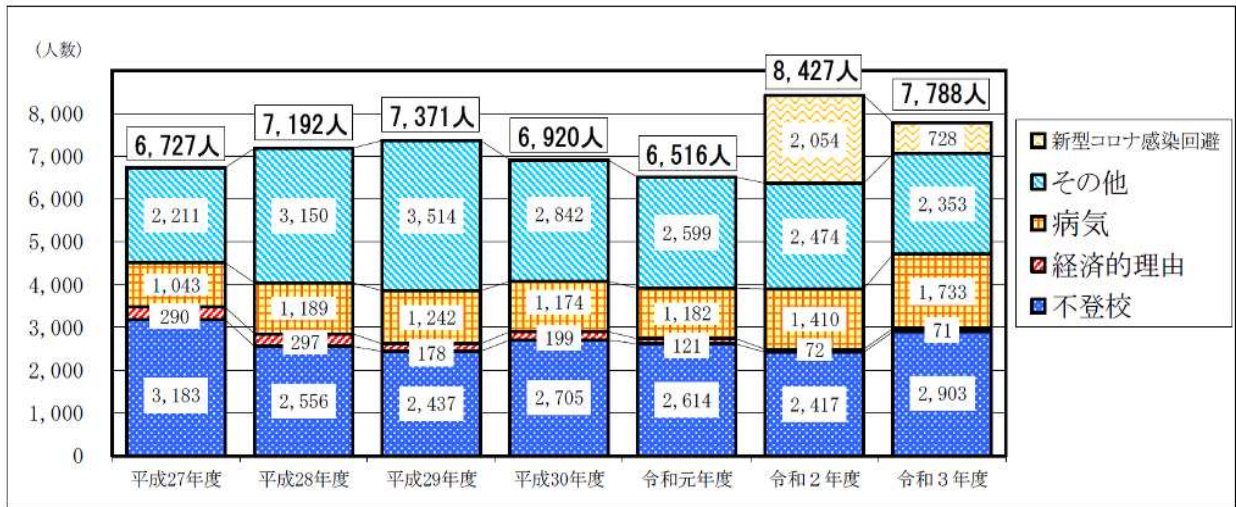 (人数)
8,427人
7,788人
7,371人
7,192人
6,920人
6,727人
6,516人
8,000
7,000
6,000
5,000
4,000
3,000
2,000
1,000
0
2,211
1,043
290
3,183
3,150
1,189
297
2,556
3,514
1,242
178
2,437
2,842
1,174
199
2,705
2,599
1,182
121
2,614
2,054
2,474
1,410
72
2,417
728
2,353
1,733
71
2,903
平成27年度
平成28年度
平成29年度
平成30年度
令和元年度
令和2年度
令和3年度
新型コロナ感染回避
その他
病気
経済的理由
不登校